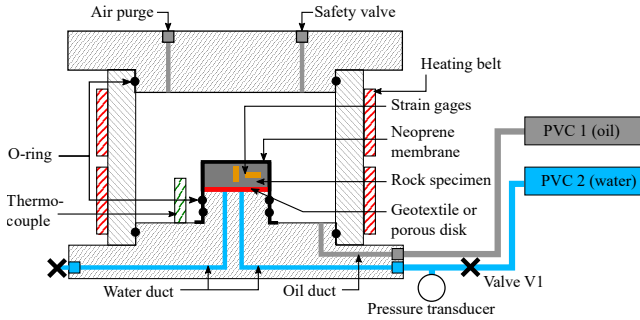 Air purge
Safety valve
Heating belt
Strain gages
Neoprene
membrane
PVC 1 (oil)
O-ring
Rock specimen
PVC 2 (water)
Thermo-
couple
Geotextile or
porous disk
Water duct
Oil duct
Valve V1
Pressure transducer